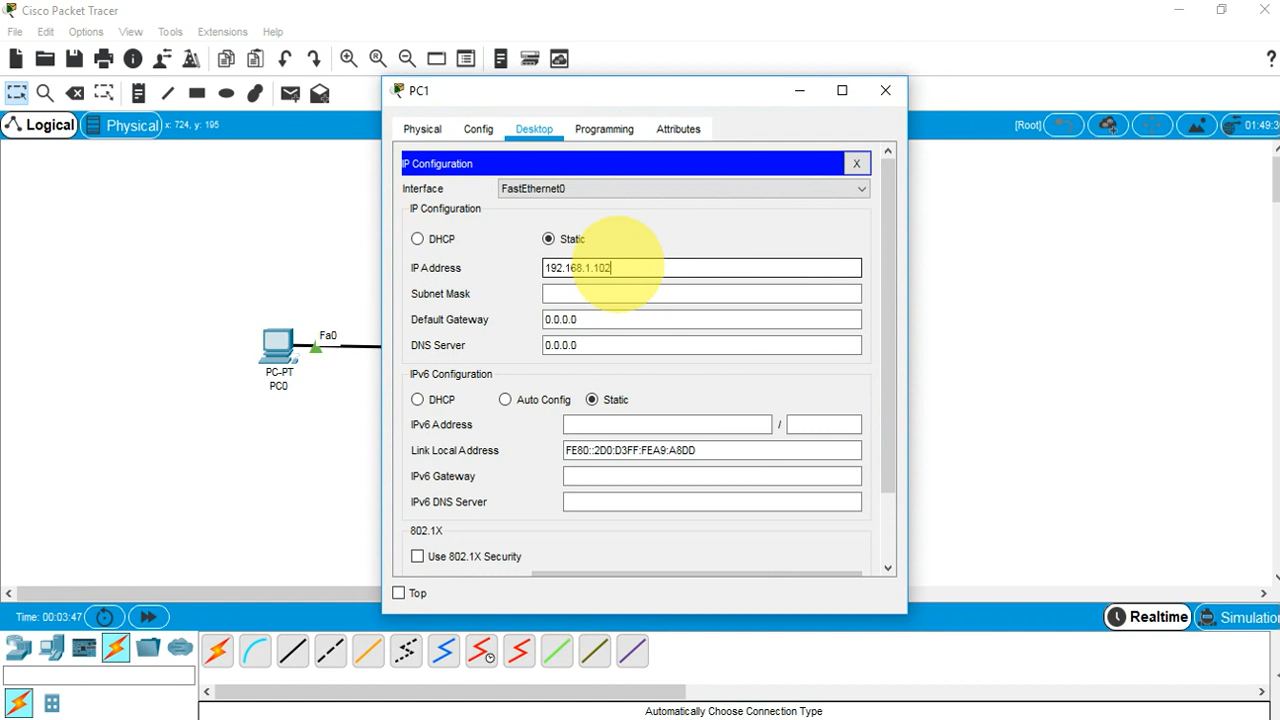 Cisco Packet Tracer
File Edit Options View Tools Extensions Help
Logical Physical x: 724, y: 195 [Root] 01:49:3
PC1
Physical Config Desktop Programming Attributes
IP Configuration X
Interface FastEthernet0
IP Configuration
DHCP Static
IP Address 192.168.1.102
Subnet Mask
Default Gateway 0.0.0.0
DNS Server 0.0.0.0
IPv6 Configuration
DHCP Auto Config Static
IPv6 Address /
Link Local Address FE80::2D0:D3FF:FEA9:A8DD
IPv6 Gateway
IPv6 DNS Server
802.1X
Use 802.1X Security
Top
Fa0
PC-PT
PC0
Time: 00:03:47 Realtime Simulation
Automatically Choose Connection Type